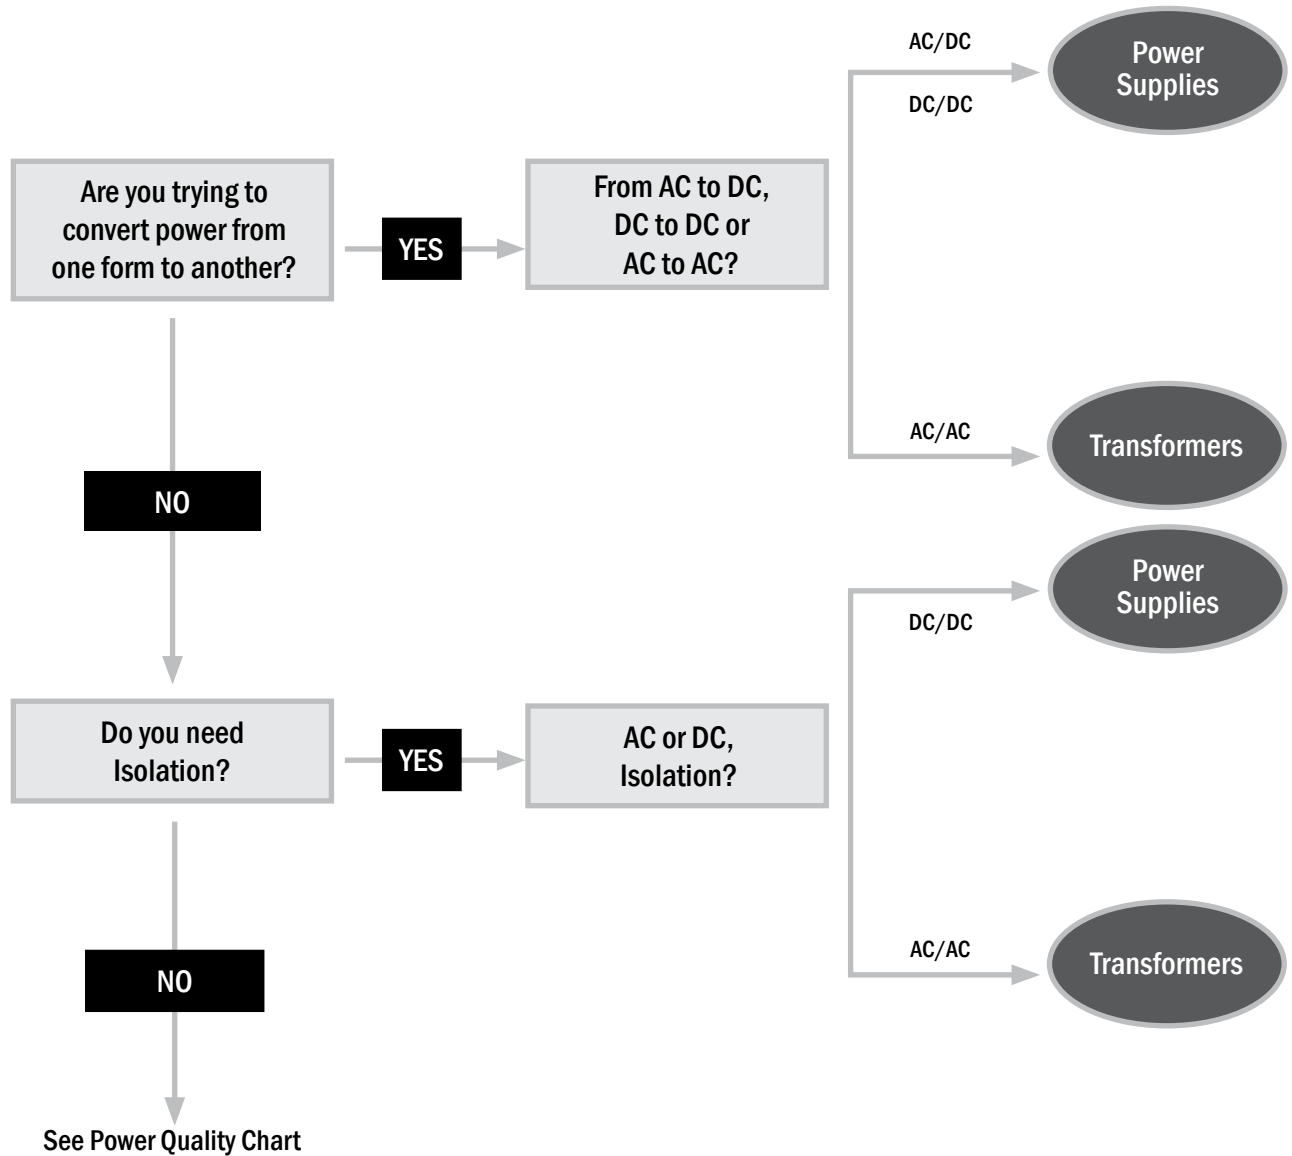 Are you trying to
convert power from
one form to another?
YES
From AC to DC,
DC to DC or
AC to AC?
AC/DC
DC/DC
Power
Supplies
AC/AC
Transformers
NO
Do you need
Isolation?
YES
AC or DC,
Isolation?
DC/DC
Power
Supplies
AC/AC
Transformers
NO
See Power Quality Chart